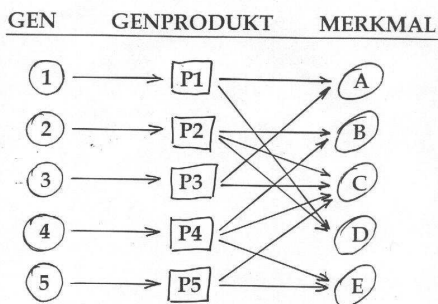 GEN GENPRODUKT MERKMAL
1 P1 A
2 P2 B
3 P3 C
4 P4 D
5 P5 E